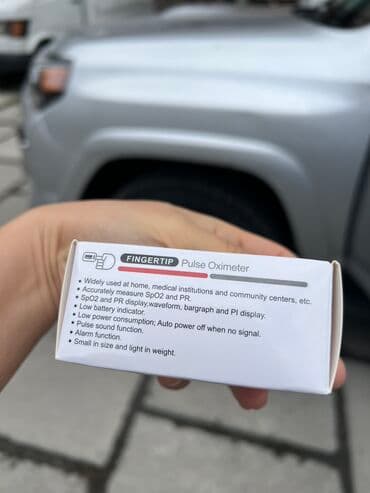 FINGERTIP Pulse Oximeter
• Widely used at home, medical institutions and community centers, etc.
• Accurately measure SpO2 and PR.
• SpO2 and PR display,waveform, bargraph and PI display.
• Low battery indicator.
• Low power consumption; Auto power off when no signal.
• Pulse sound function.
• Alarm function.
• Small in size and light in weight.